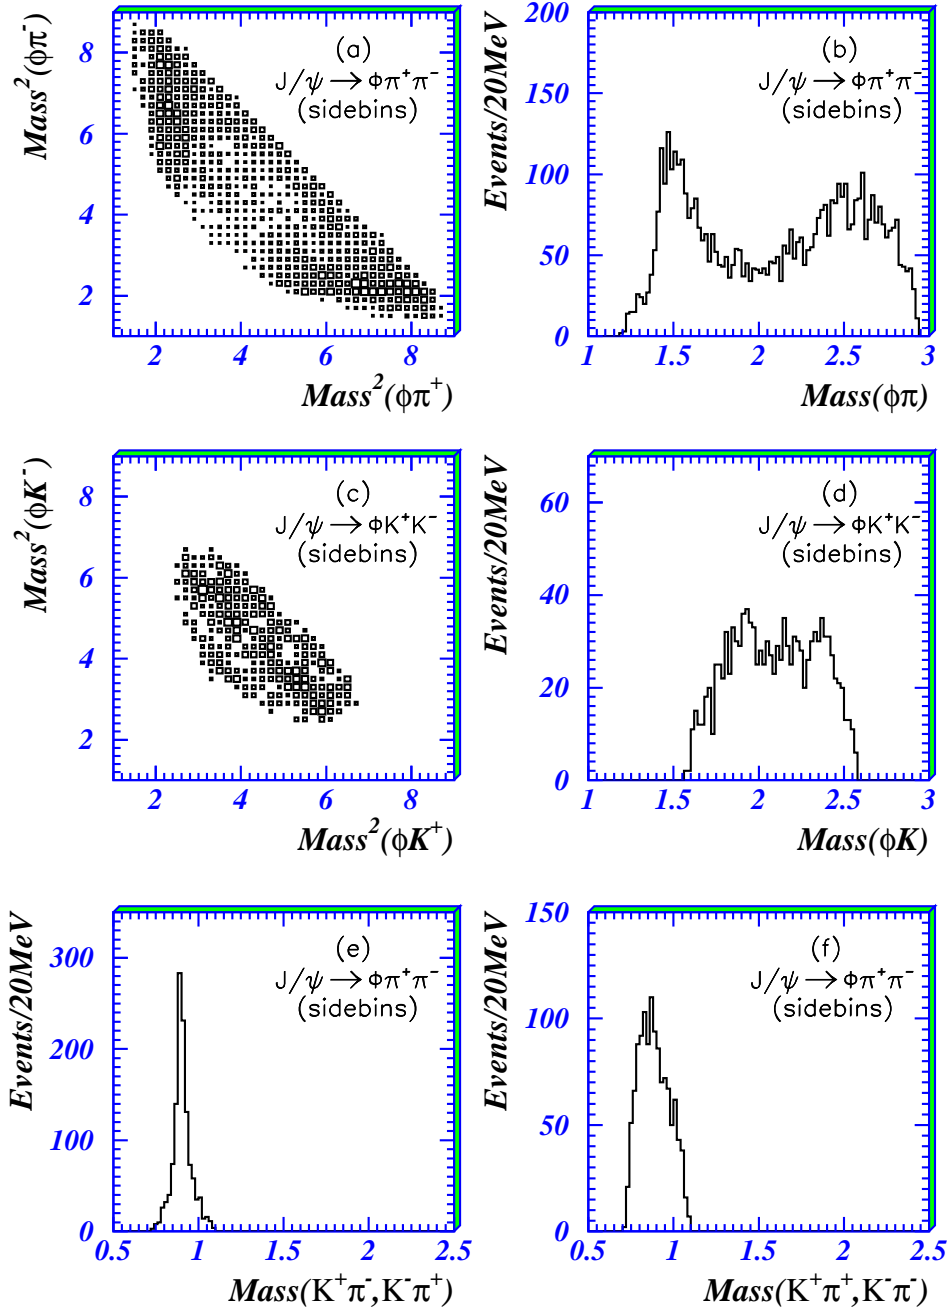 Mass²(φπ⁻)
8
6
4
2
(a)
J/ψ → φπ⁺π⁻
(sidebins)
2 4 6 8
Mass²(φπ⁺)
Events/20MeV
200
150
100
50
0
(b)
J/ψ → φπ⁺π⁻
(sidebins)
1 1.5 2 2.5 3
Mass(φπ)
Mass²(φK⁻)
8
6
4
2
(c)
J/ψ → φK⁺K⁻
(sidebins)
2 4 6 8
Mass²(φK⁺)
Events/20MeV
60
40
20
0
(d)
J/ψ → φK⁺K⁻
(sidebins)
1 1.5 2 2.5 3
Mass(φK)
Events/20MeV
300
200
100
0
(e)
J/ψ → φπ⁺π⁻
(sidebins)
0.5 1 1.5 2 2.5
Mass(K⁺π⁻,K⁻π⁺)
Events/20MeV
150
100
50
0
(f)
J/ψ → φπ⁺π⁻
(sidebins)
0.5 1 1.5 2 2.5
Mass(K⁺π⁺,K⁻π⁻)